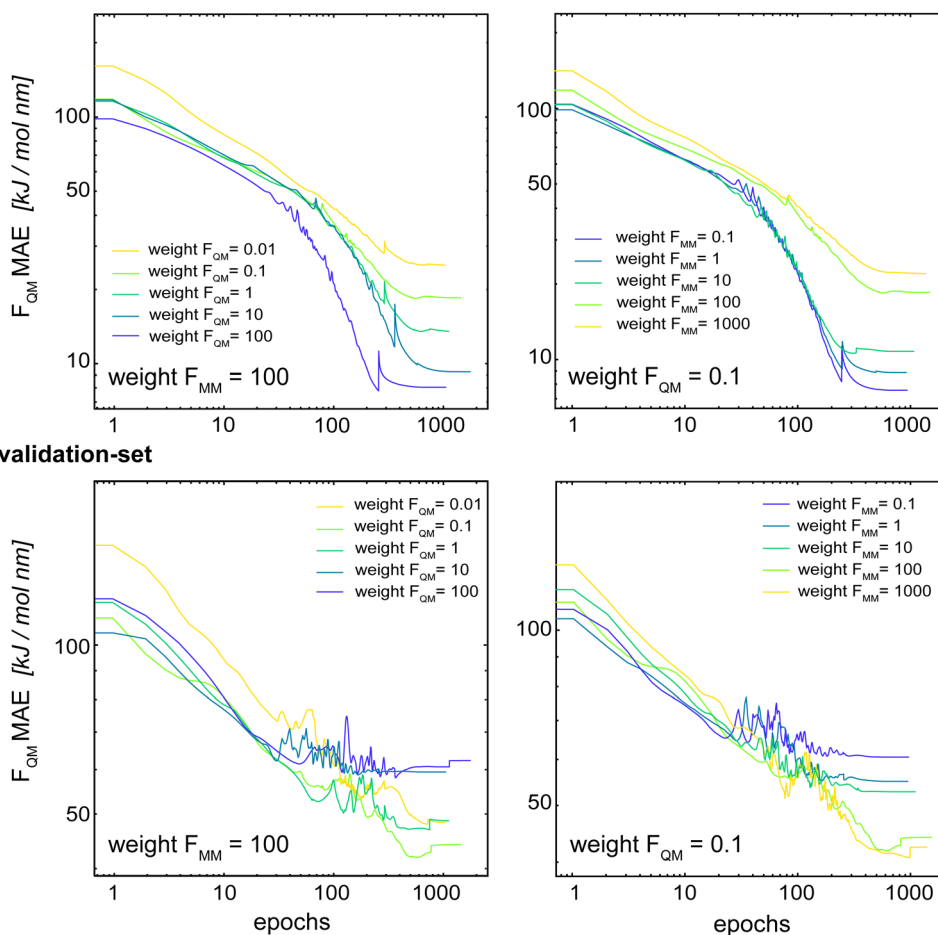 F_QM MAE [kJ / mol nm]
100
50
10
weight F_QM = 0.01
weight F_QM = 0.1
weight F_QM = 1
weight F_QM = 10
weight F_QM = 100
weight F_MM = 100
1 10 100 1000
100
50
10
weight F_MM = 0.1
weight F_MM = 1
weight F_MM = 10
weight F_MM = 100
weight F_MM = 1000
weight F_QM = 0.1
1 10 100 1000
validation-set
F_QM MAE [kJ / mol nm]
100
50
weight F_QM = 0.01
weight F_QM = 0.1
weight F_QM = 1
weight F_QM = 10
weight F_QM = 100
weight F_MM = 100
1 10 100 1000
epochs
100
50
weight F_MM = 0.1
weight F_MM = 1
weight F_MM = 10
weight F_MM = 100
weight F_MM = 1000
weight F_QM = 0.1
1 10 100 1000
epochs